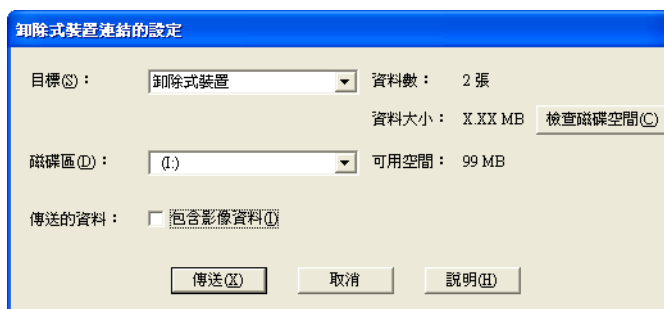 卸除式裝置連結的設定
目標(S)： 卸除式裝置 資料數： 2 張
資料大小： X.XX MB 檢查磁碟空間(C)
磁碟區(D)： (I:) 可用空間： 99 MB
傳送的資料： 包含影像資料(I)
傳送(X) 取消 說明(H)